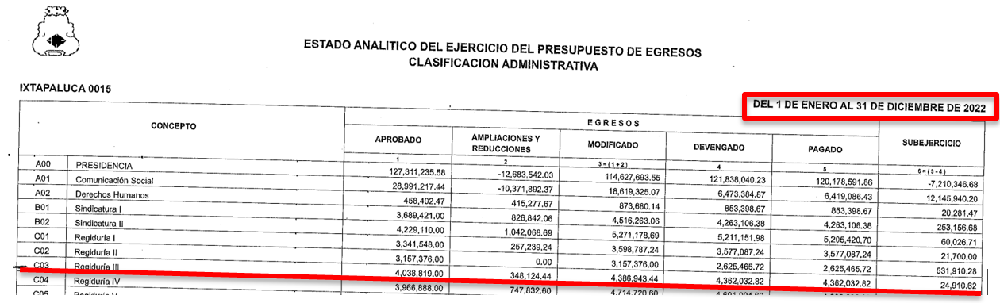 ESTADO ANALITICO DEL EJERCICIO DEL PRESUPUESTO DE EGRESOS
CLASIFICACION ADMINISTRATIVA
IXTAPALUCA 0015
DEL 1 DE ENERO AL 31 DE DICIEMBRE DE 2022
CONCEPTO EGRESOS SUBEJERCICIO
APROBADO AMPLIACIONES Y REDUCCIONES MODIFICADO DEVENGADO PAGADO
1 2 3 = ( 1 + 2 ) 4 5 6 = ( 3 - 4 )
A00 PRESIDENCIA 127,311,235.58 -12,683,542.03 114,627,693.55 121,838,040.23 120,178,591.86 -7,210,346.68
A01 Comunicación Social 28,991,217.44 -10,371,892.37 18,619,325.07 6,473,384.87 6,419,086.43 12,145,940.20
A02 Derechos Humanos 458,402.47 415,277.67 873,680.14 853,398.67 853,398.67 20,281.47
B01 Sindicatura I 3,689,421.00 826,842.06 4,516,263.06 4,263,106.38 4,263,106.38 253,156.68
B02 Sindicatura II 4,229,110.00 1,042,068.69 5,271,178.69 5,211,151.98 5,205,420.70 60,026.71
C01 Regiduría I 3,341,548.00 257,239.24 3,598,787.24 3,577,087.24 3,577,087.24 21,700.00
C02 Regiduría II 3,157,376.00 0.00 3,157,376.00 2,625,465.72 2,625,465.72 531,910.28
C03 Regiduría III 4,038,819.00 348,124.44 4,386,943.44 4,362,032.82 4,362,032.82 24,910.62
C04 Regiduría IV 3,966,888.00 747,832.60 4,714,720.60
C05